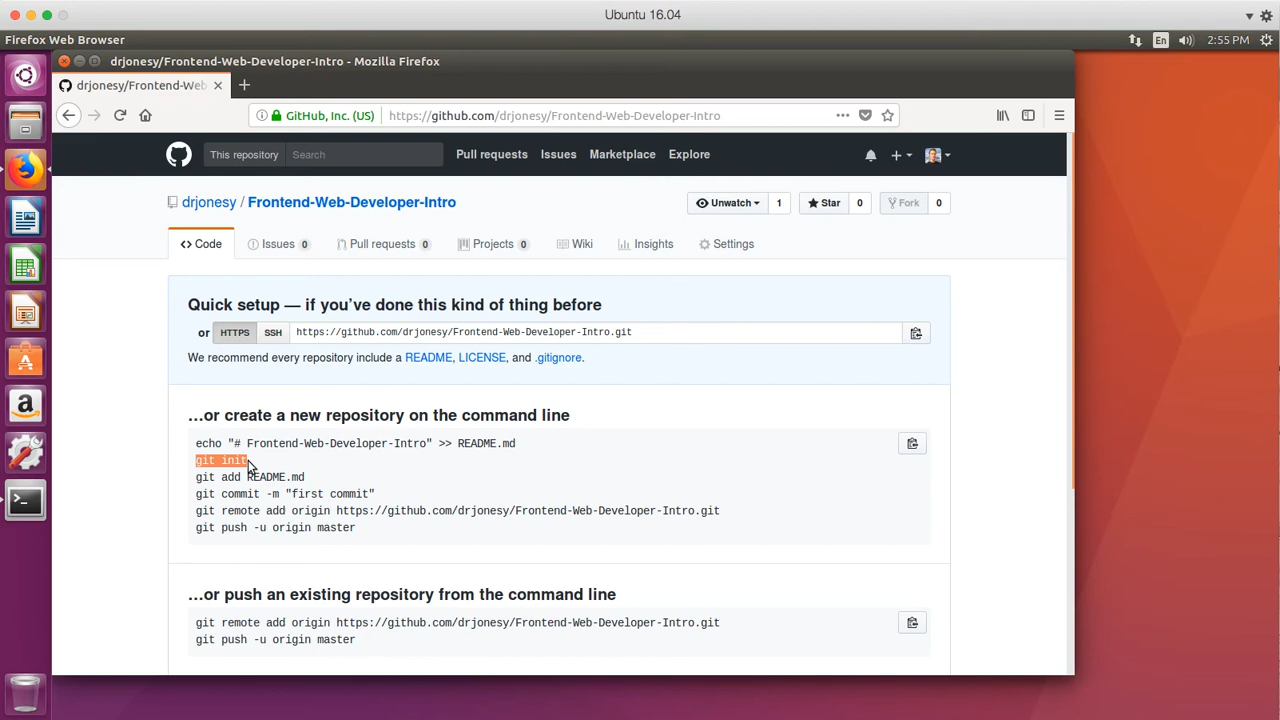 Ubuntu 16.04
Firefox Web Browser
En
2:55 PM
drjonesy/Frontend-Web-Developer-Intro - Mozilla Firefox
drjonesy/Frontend-Web
GitHub, Inc. (US)
https://github.com/drjonesy/Frontend-Web-Developer-Intro
This repository
Search
Pull requests
Issues
Marketplace
Explore
drjonesy / Frontend-Web-Developer-Intro
Unwatch 1
Star 0
Fork 0
<> Code
Issues 0
Pull requests 0
Projects 0
Wiki
Insights
Settings
Quick setup — if you’ve done this kind of thing before
or HTTPS SSH https://github.com/drjonesy/Frontend-Web-Developer-Intro.git
We recommend every repository include a README, LICENSE, and .gitignore.
…or create a new repository on the command line
echo "# Frontend-Web-Developer-Intro" >> README.md
git init
git add README.md
git commit -m "first commit"
git remote add origin https://github.com/drjonesy/Frontend-Web-Developer-Intro.git
git push -u origin master
…or push an existing repository from the command line
git remote add origin https://github.com/drjonesy/Frontend-Web-Developer-Intro.git
git push -u origin master